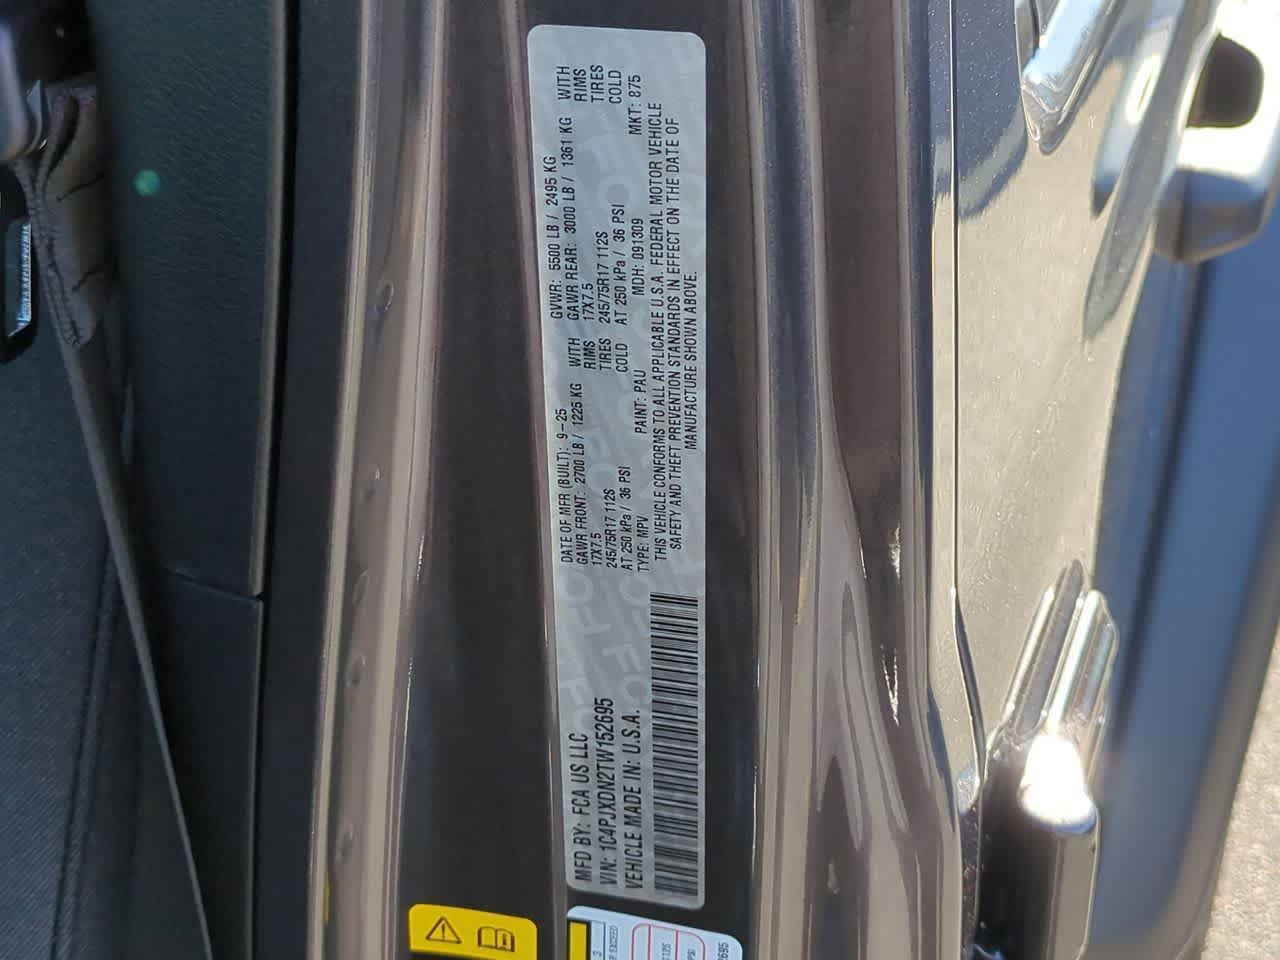 MFD BY: FCA US LLC
VIN: 1C4PJXDN2TW152695
VEHICLE MADE IN: U.S.A.
DATE OF MFR (BUILT): 9-25 GVWR: 5500 LB / 2495 KG
GAWR FRONT: 2700 LB / 1225 KG WITH GAWR REAR: 3000 LB / 1361 KG WITH
17X7.5 RIMS 17X7.5 RIMS
245/75R17 112S TIRES 245/75R17 112S TIRES
AT 250 kPa / 36 PSI COLD AT 250 kPa / 36 PSI COLD
TYPE: MPV PAINT: PAU MDH: 091309 MKT: 875
THIS VEHICLE CONFORMS TO ALL APPLICABLE U.S.A. FEDERAL MOTOR VEHICLE
SAFETY AND THEFT PREVENTION STANDARDS IN EFFECT ON THE DATE OF
MANUFACTURE SHOWN ABOVE.
3
112S
PSI
2695